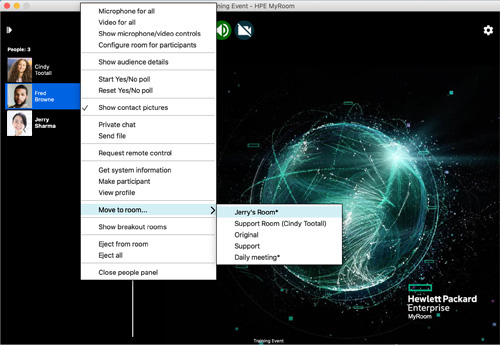 Training Event - HPE MyRoom
People: 3
Cindy
Tootall
Fred
Browne
Jerry
Sharma
Microphone for all
Video for all
Show microphone/video controls
Configure room for participants
Show audience details
Start Yes/No poll
Reset Yes/No poll
✓ Show contact pictures
Private chat
Send file
Request remote control
Get system information
Make participant
View profile
Move to room...
Show breakout rooms
Eject from room
Eject all
Close people panel
Jerry's Room*
Support Room (Cindy Tootall)
Original
Support
Daily meeting*
Hewlett Packard
Enterprise
MyRoom
Training Event